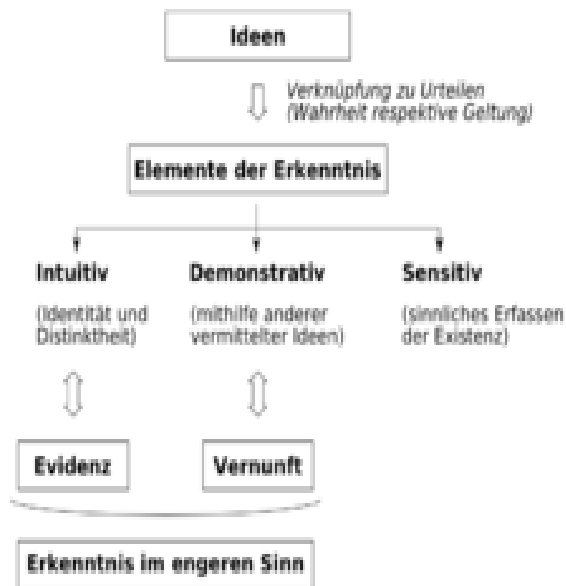 Ideen
Verknüpfung zu Urteilen
(Wahrheit respektive Geltung)
Elemente der Erkenntnis
Intuitiv
(Identität und
Distinktheit)
Demonstrativ
(mithilfe anderer
vermittelter Ideen)
Sensitiv
(sinnliches Erfassen
der Existenz)
Evidenz
Vernunft
Erkenntnis im engeren Sinn